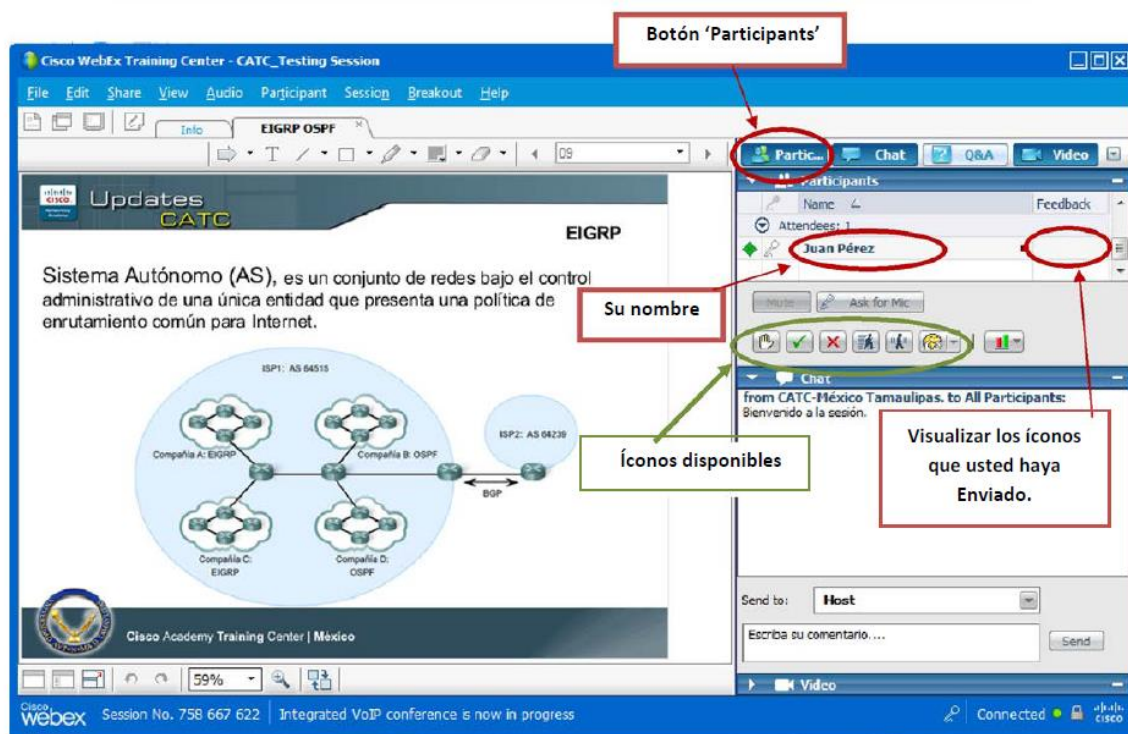 Botón ‘Participants’
Cisco WebEx Training Center - CATC_Testing Session
File Edit Share View Audio Participant Session Breakout Help
Info EIGRP OSPF
T 09
Partic... Chat Q&A Video
Participants
Name Feedback
Attendees: 1
Juan Pérez
Su nombre
Mute Ask for Mic
Updates
CATC
EIGRP
Sistema Autónomo (AS), es un conjunto de redes bajo el control
administrativo de una única entidad que presenta una política de
enrutamiento común para Internet.
ISP1: AS 64515
Compañía A: EIGRP
Compañía B: OSPF
ISP2: AS 64239
BGP
Compañía C:
EIGRP
Compañía D:
OSPF
CISCO
Cisco Academy Training Center | México
Chat
from CATC-México Tamaulipas. to All Participants:
Bienvenido a la sesión.
Íconos disponibles
Visualizar los íconos
que usted haya
Enviado.
Send to: Host
Escriba su comentario....
Send
Video
59%
Cisco webex Session No. 758 667 622 Integrated VoIP conference is now in progress
Connected
cisco